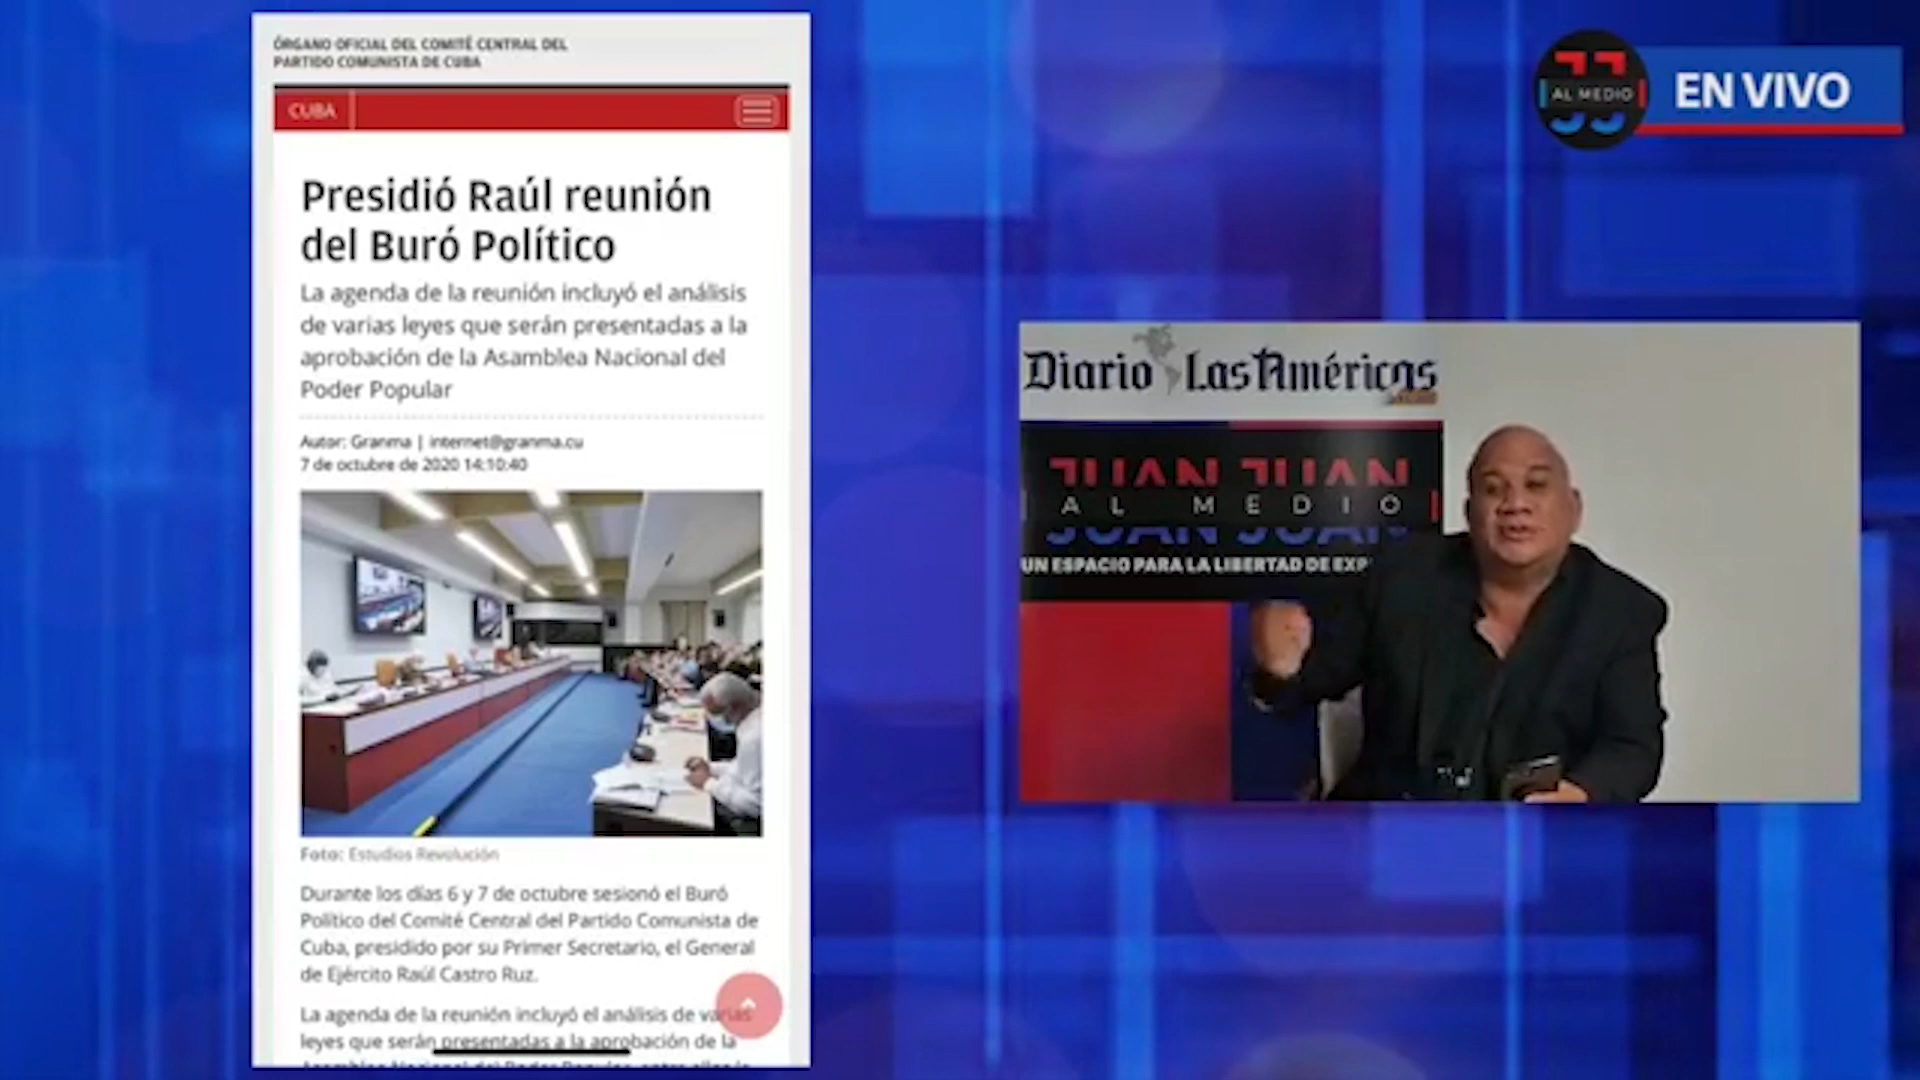 ÓRGANO OFICIAL DEL COMITÉ CENTRAL DEL
PARTIDO COMUNISTA DE CUBA
CUBA
Presidió Raúl reunión
del Buró Político
La agenda de la reunión incluyó el análisis
de varias leyes que serán presentadas a la
aprobación de la Asamblea Nacional del
Poder Popular
Autor: Granma | internet@granma.cu
7 de octubre de 2020 14:10:40
Foto: Estudios Revolución
Durante los días 6 y 7 de octubre sesionó el Buró
Político del Comité Central del Partido Comunista de
Cuba, presidido por su Primer Secretario, el General
de Ejército Raúl Castro Ruz.
La agenda de la reunión incluyó el análisis de varias
leyes que serán presentadas a la aprobación de la
JJ
AL MEDIO
JJ
EN VIVO
Diario Las Américas
JUAN JUAN
AL MEDIO
JUAN JUAN
UN ESPACIO PARA LA LIBERTAD DE EXP